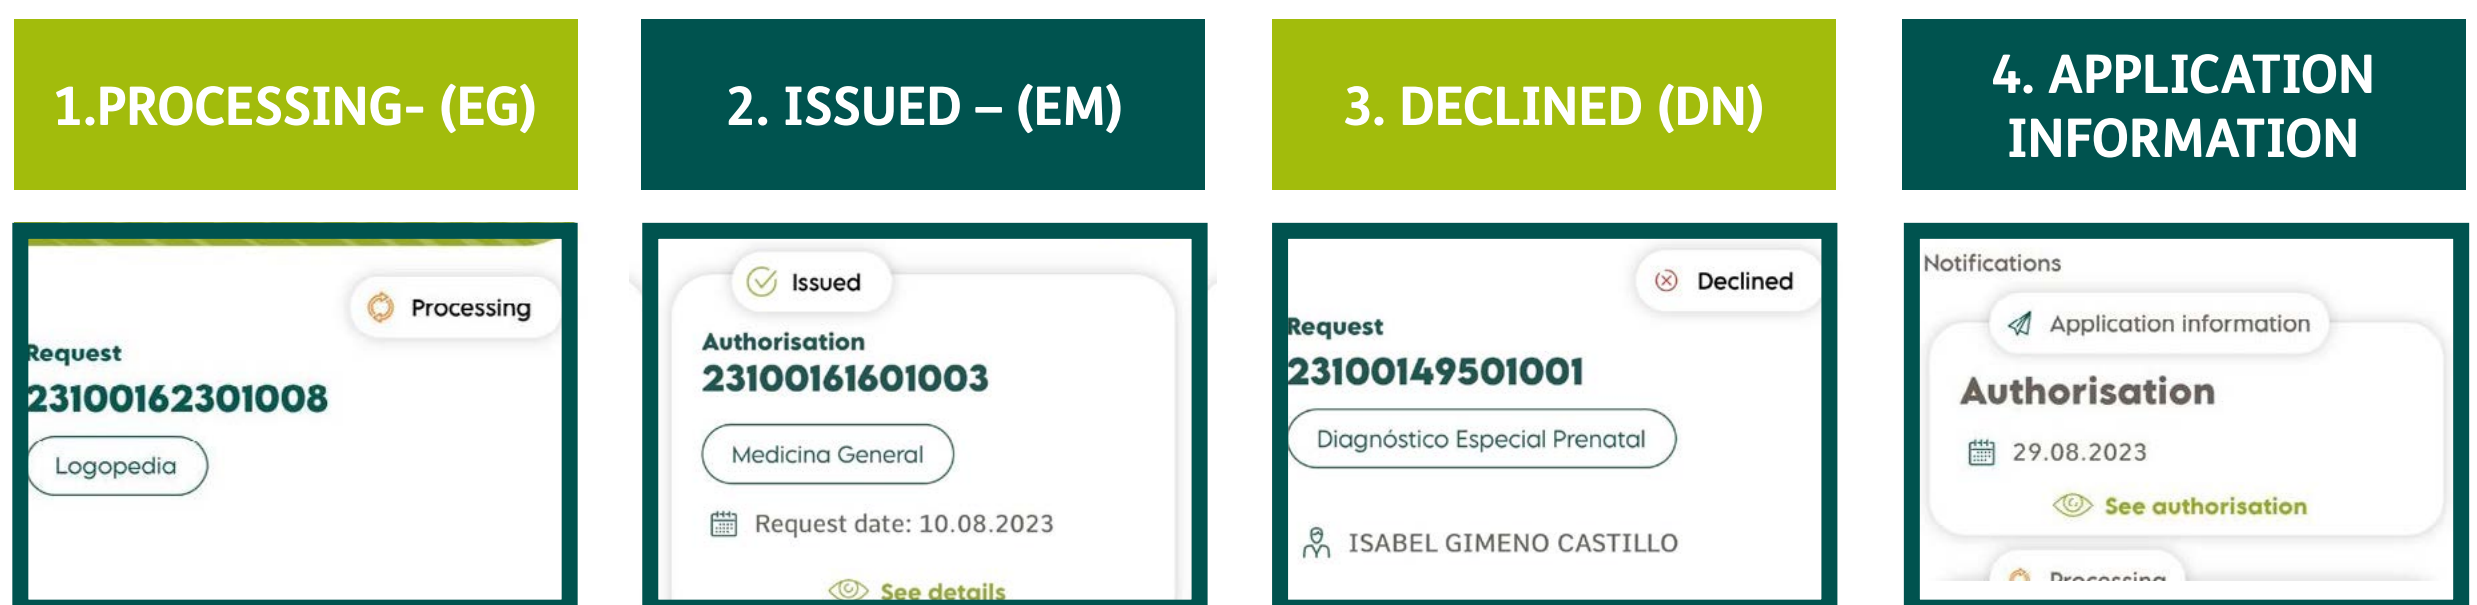 1.PROCESSING- (EG)
2. ISSUED – (EM)
3. DECLINED (DN)
4. APPLICATION
INFORMATION
Processing
Request
23100162301008
Logopedia
Issued
Authorisation
23100161601003
Medicina General
Request date: 10.08.2023
See details
Declined
Request
23100149501001
Diagnóstico Especial Prenatal
ISABEL GIMENO CASTILLO
Notifications
Application information
Authorisation
29.08.2023
See authorisation
Processing